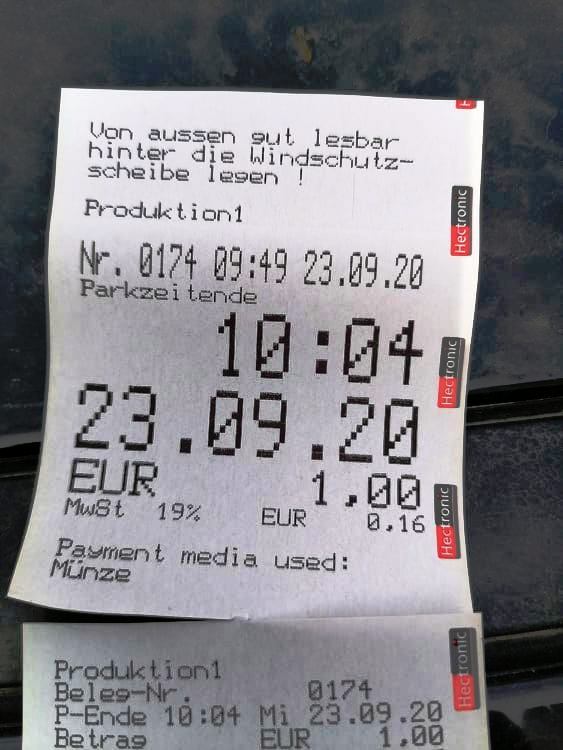 Von aussen gut lesbar
hinter die Windschutz-
scheibe legen !
Produktion1
Nr. 0174 09:49 23.09.20
Parkzeitende
10:04
23.09.20
EUR 1,00
MwSt 19% EUR 0.16
Payment media used:
Münze
Hectronic
Hectronic
Hectronic
Produktion1
Beleg-Nr. 0174
P-Ende 10:04 Mi 23.09.20
Betrag EUR 1,00
Hectronic